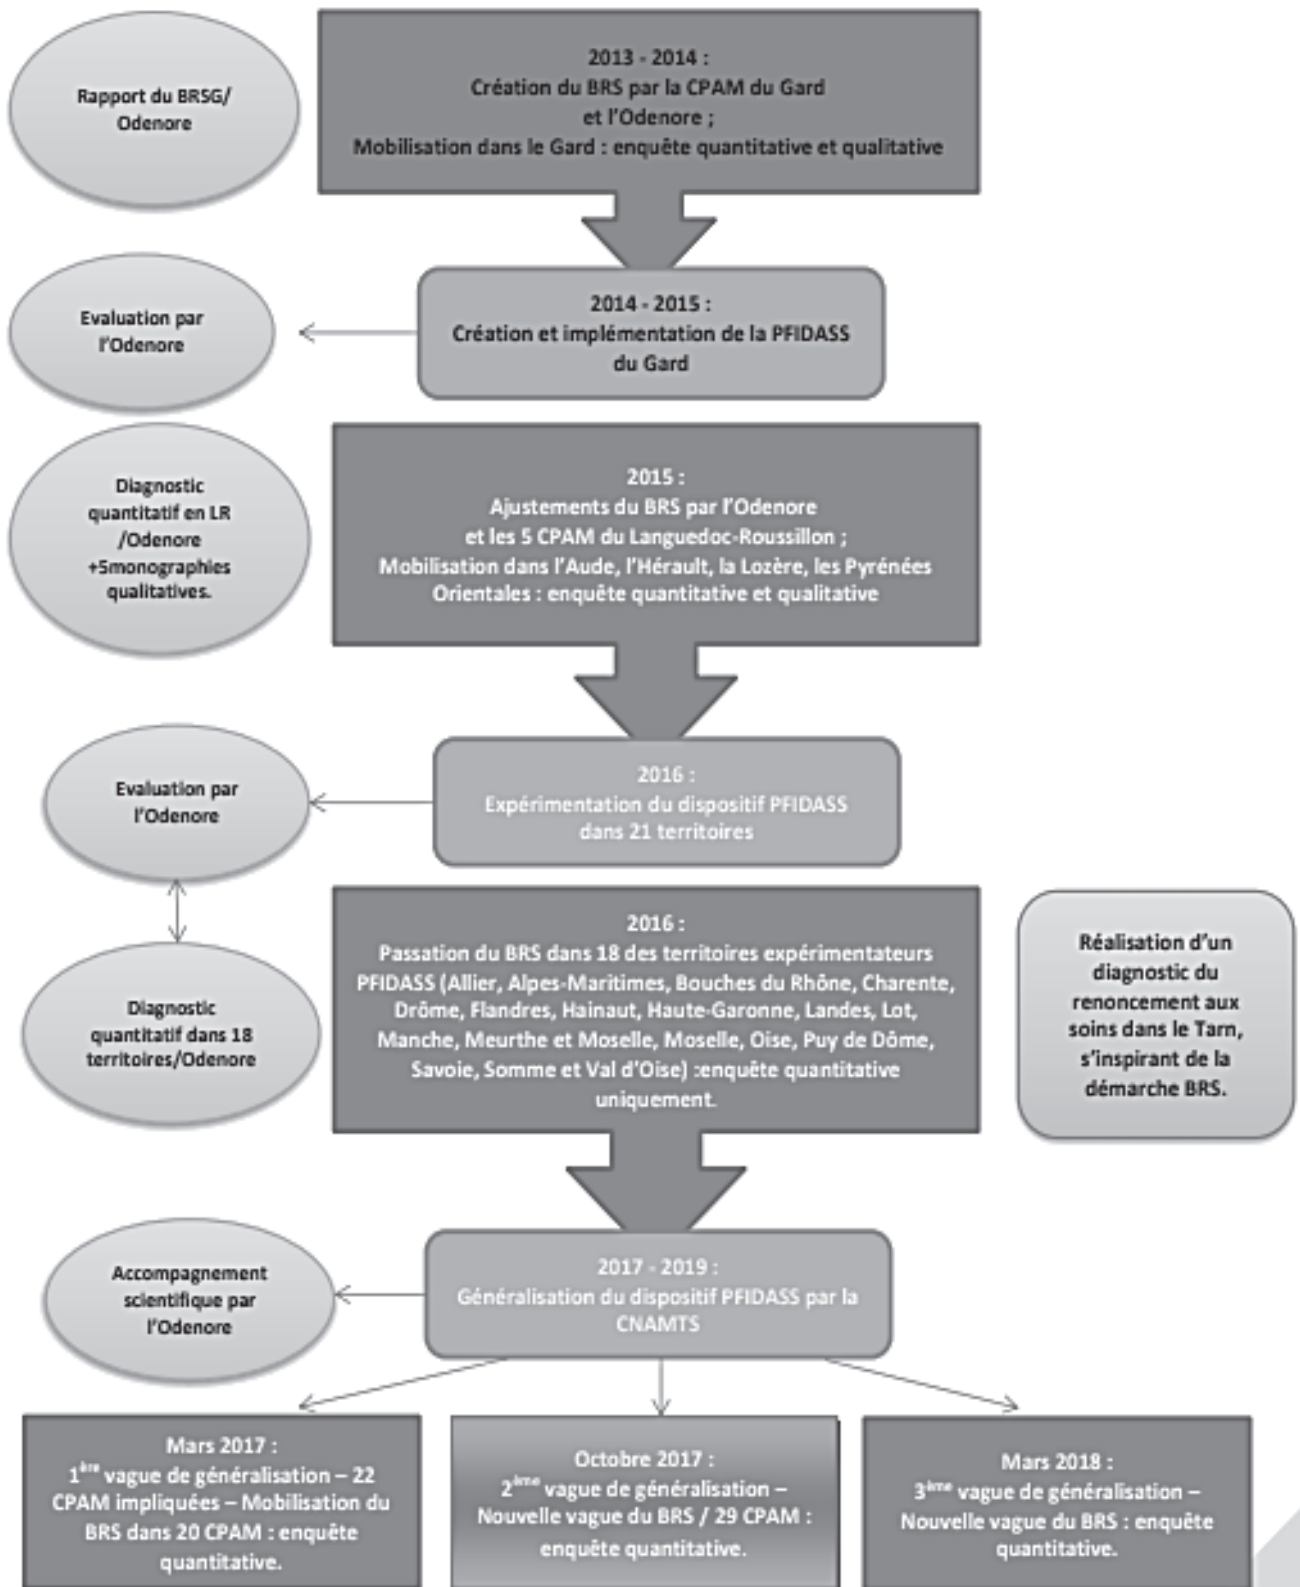 Rapport du BRSG/
Odenore
2013 - 2014 :
Création du BRS par la CPAM du Gard
et l'Odenore ;
Mobilisation dans le Gard : enquête quantitative et qualitative
Evaluation par
l'Odenore
2014 - 2015 :
Création et implémentation de la PFIDASS
du Gard
Diagnostic
quantitatif en LR
/Odenore
+5monographies
qualitatives.
2015 :
Ajustements du BRS par l'Odenore
et les 5 CPAM du Languedoc-Roussillon ;
Mobilisation dans l'Aude, l'Hérault, la Lozère, les Pyrénées
Orientales : enquête quantitative et qualitative
Evaluation par
l'Odenore
2016 :
Expérimentation du dispositif PFIDASS
dans 21 territoires
Diagnostic
quantitatif dans 18
territoires/Odenore
2016 :
Passation du BRS dans 18 des territoires expérimentateurs
PFIDASS (Allier, Alpes-Maritimes, Bouches du Rhône, Charente,
Drôme, Flandres, Hainaut, Haute-Garonne, Landes, Lot,
Manche, Meurthe et Moselle, Moselle, Oise, Puy de Dôme,
Savoie, Somme et Val d'Oise) :enquête quantitative
uniquement.
Réalisation d'un
diagnostic du
renoncement aux
soins dans le Tarn,
s'inspirant de la
démarche BRS.
Accompagnement
scientifique par
l'Odenore
2017 - 2019 :
Généralisation du dispositif PFIDASS par la
CNAMTS
Mars 2017 :
1ère vague de généralisation – 22
CPAM impliquées – Mobilisation du
BRS dans 20 CPAM : enquête
quantitative.
Octobre 2017 :
2ème vague de généralisation –
Nouvelle vague du BRS / 29 CPAM :
enquête quantitative.
Mars 2018 :
3ème vague de généralisation –
Nouvelle vague du BRS : enquête
quantitative.